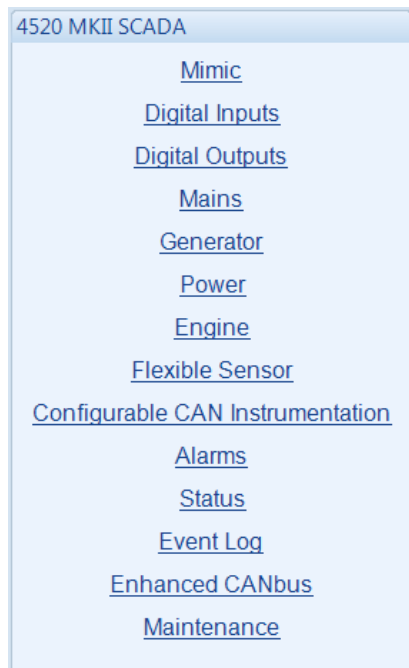 4520 MKII SCADA
Mimic
Digital Inputs
Digital Outputs
Mains
Generator
Power
Engine
Flexible Sensor
Configurable CAN Instrumentation
Alarms
Status
Event Log
Enhanced CANbus
Maintenance